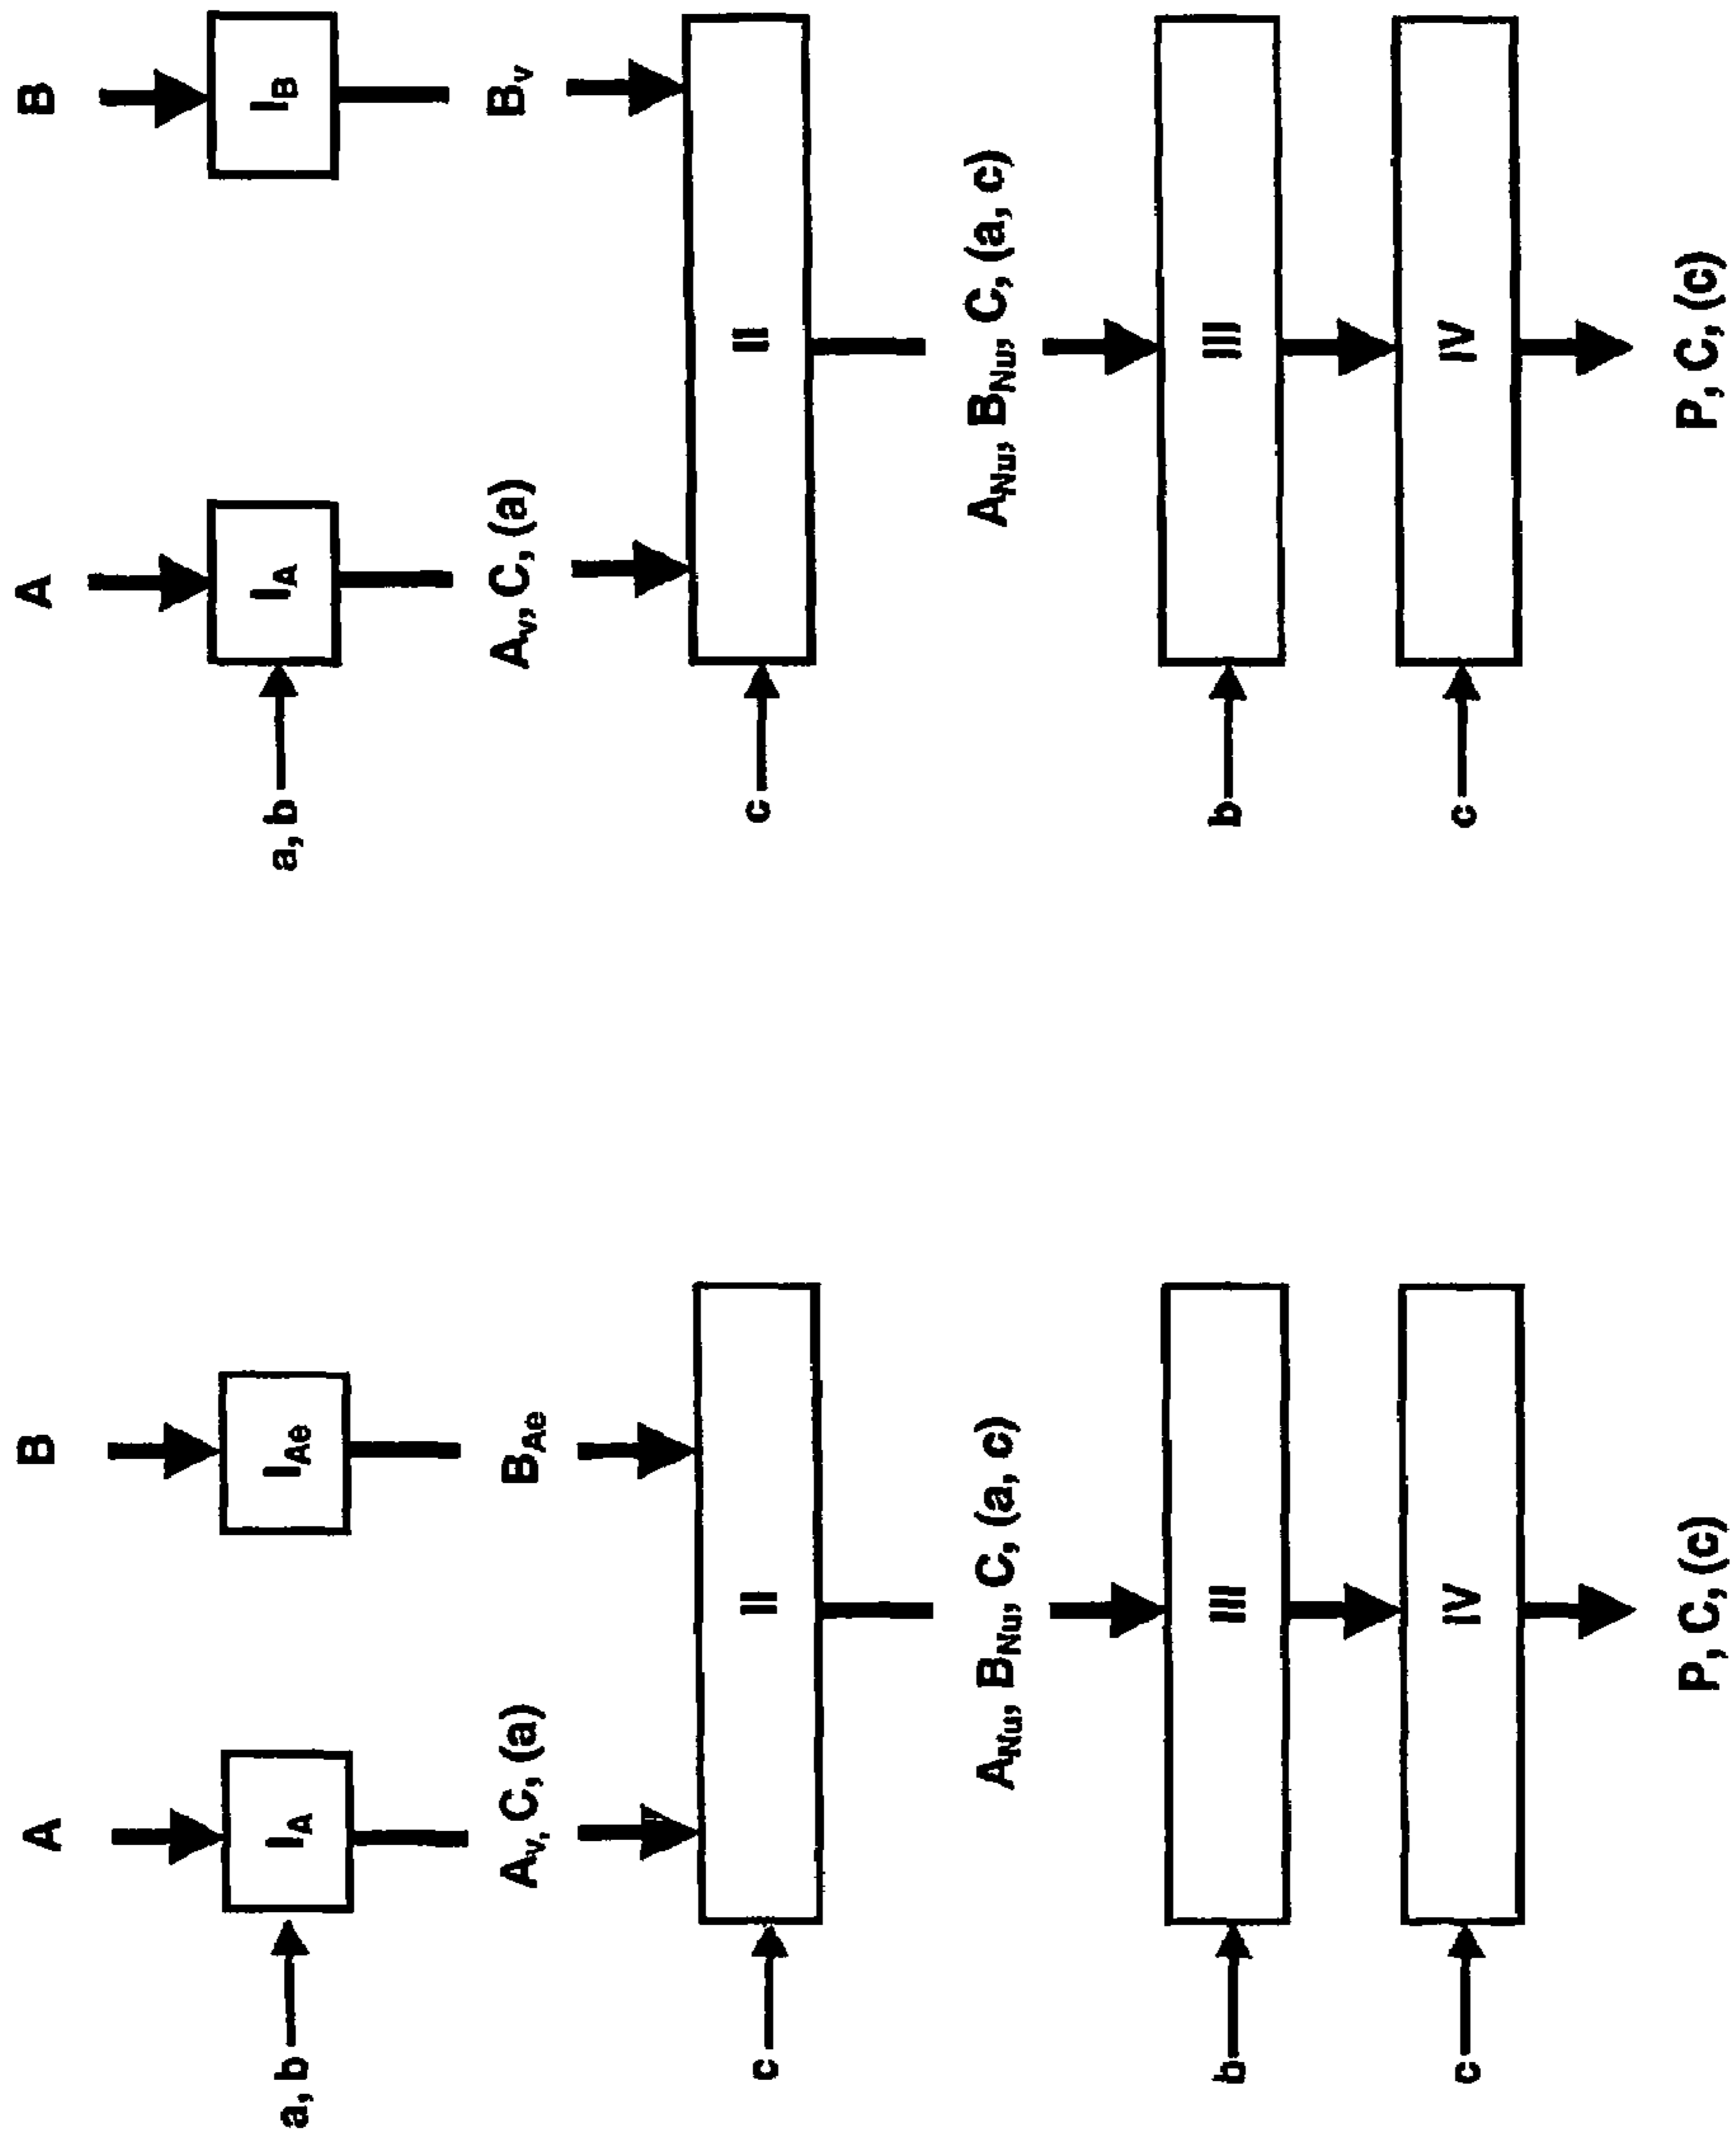 A B
a, b I_A I_Ae
A_v, C, (a) B_Ae
c II
A_Nu, B_Nu, C, (a, c)
b III
c IV
P, C, (c)
A B
a, b I_A I_B
A_v, C, (a) B_v
c II
A_Nu, B_Nu, C, (a, c)
b III
c IV
P, C, (c)